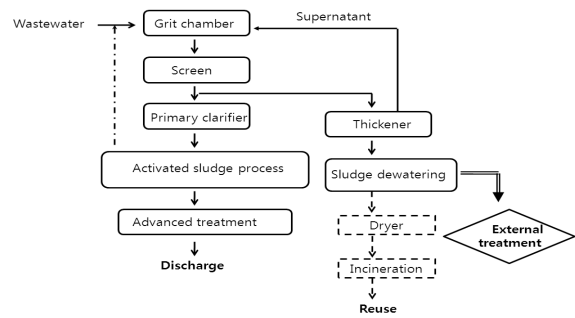 Supernatant
Wastewater
Grit chamber
Screen
Primary clarifier
Thickener
Activated sludge process
Sludge dewatering
Advanced treatment
Dryer
External
treatment
Discharge
Incineration
Reuse